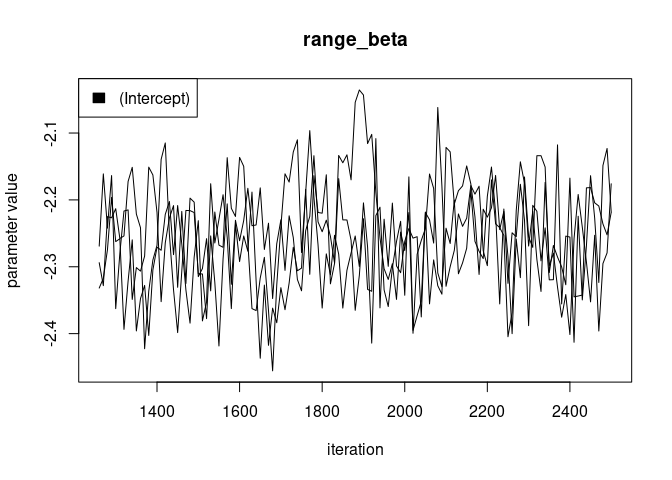 range_beta
(Intercept)
-2.1
-2.2
-2.3
-2.4
parameter value
1400 1600 1800 2000 2200 2400
iteration